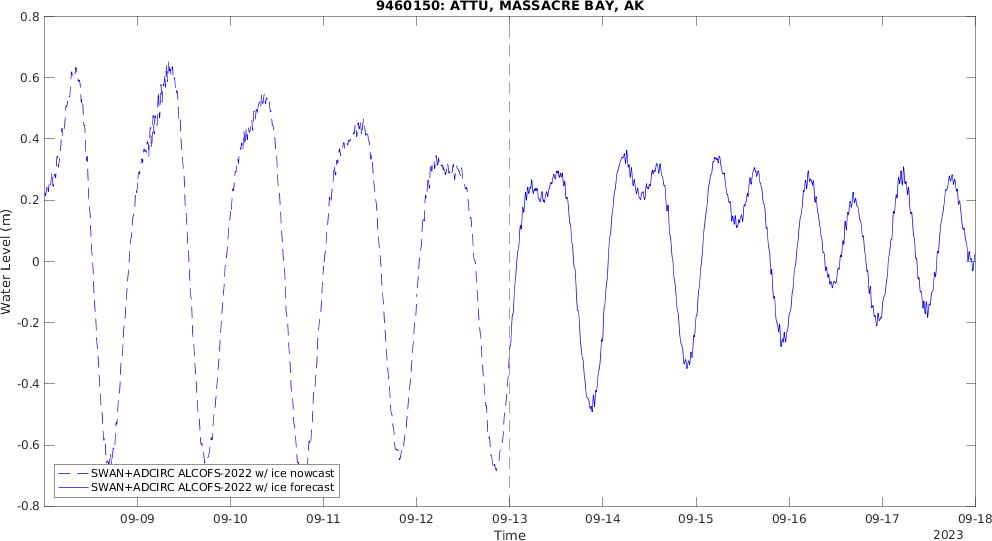 9460150: ATTU, MASSACRE BAY, AK
Water Level (m)
0.8
0.6
0.4
0.2
0
-0.2
-0.4
-0.6
-0.8
SWAN+ADCIRC ALCOFS-2022 w/ ice nowcast
SWAN+ADCIRC ALCOFS-2022 w/ ice forecast
09-09 09-10 09-11 09-12 09-13 09-14 09-15 09-16 09-17 09-18
Time
2023